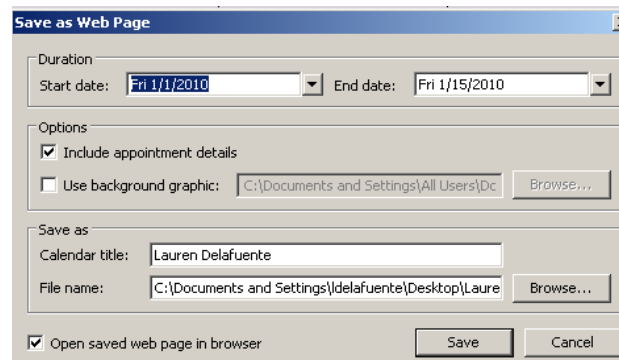 Save as Web Page
Duration
Start date: Fri 1/1/2010 End date: Fri 1/15/2010
Options
Include appointment details
Use background graphic: C:\Documents and Settings\All Users\Dc Browse...
Save as
Calendar title: Lauren Delafuente
File name: C:\Documents and Settings\ldelafuente\Desktop\Laure Browse...
Open saved web page in browser Save Cancel